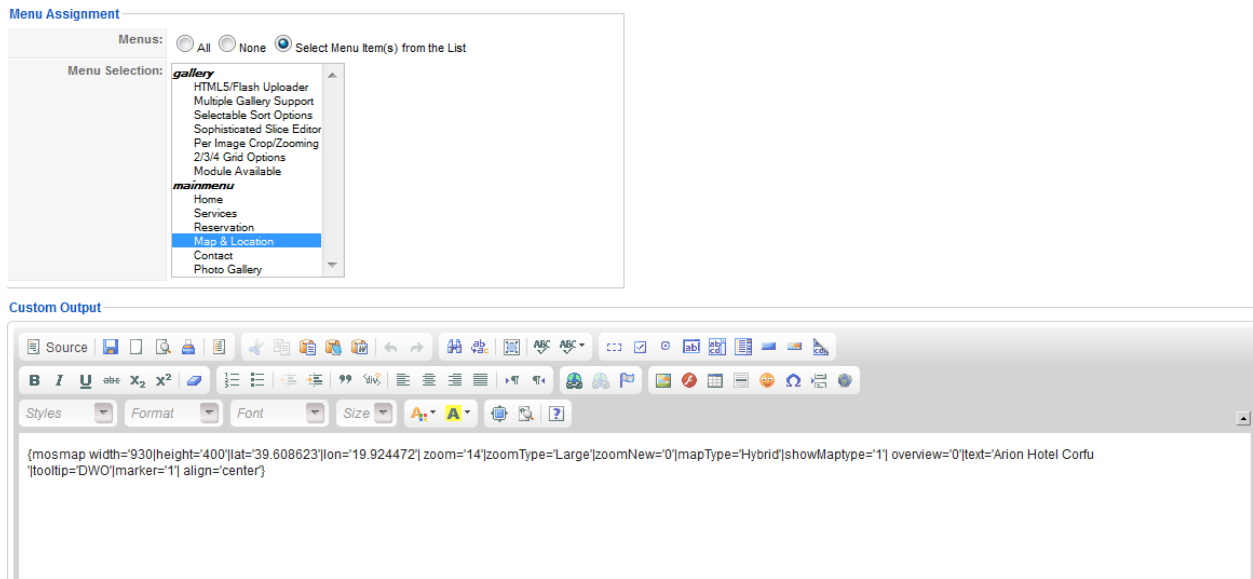 Menu Assignment
Menus: All None Select Menu Item(s) from the List
Menu Selection:
gallery
HTML5/Flash Uploader
Multiple Gallery Support
Selectable Sort Options
Sophisticated Slice Editor
Per Image Crop/Zooming
2/3/4 Grid Options
Module Available
mainmenu
Home
Services
Reservation
Map & Location
Contact
Photo Gallery
Custom Output
Source
B I U abc X2 X²
Styles Format Font Size
{mosmap width='930|height='400'|lat='39.608623'|lon='19.924472'| zoom='14'|zoomType='Large'|zoomNew='0'|mapType='Hybrid'|showMaptype='1'| overview='0'|text='Arion Hotel Corfu
'|tooltip='DWO'|marker='1'| align='center'}